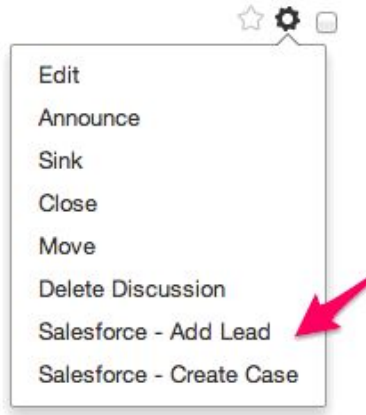 Edit
Announce
Sink
Close
Move
Delete Discussion
Salesforce - Add Lead
Salesforce - Create Case